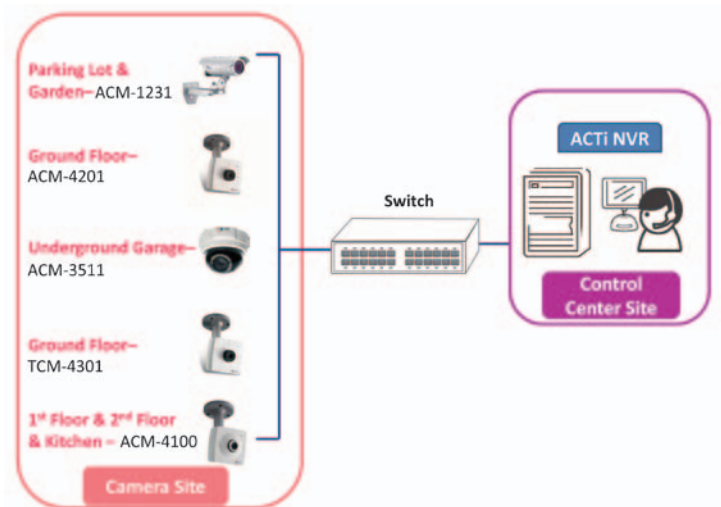 Parking Lot &
Garden– ACM-1231
Ground Floor–
ACM-4201
Underground Garage–
ACM-3511
Ground Floor–
TCM-4301
1st Floor & 2nd Floor
& Kitchen – ACM-4100
Camera Site
Switch
ACTi NVR
Control
Center Site